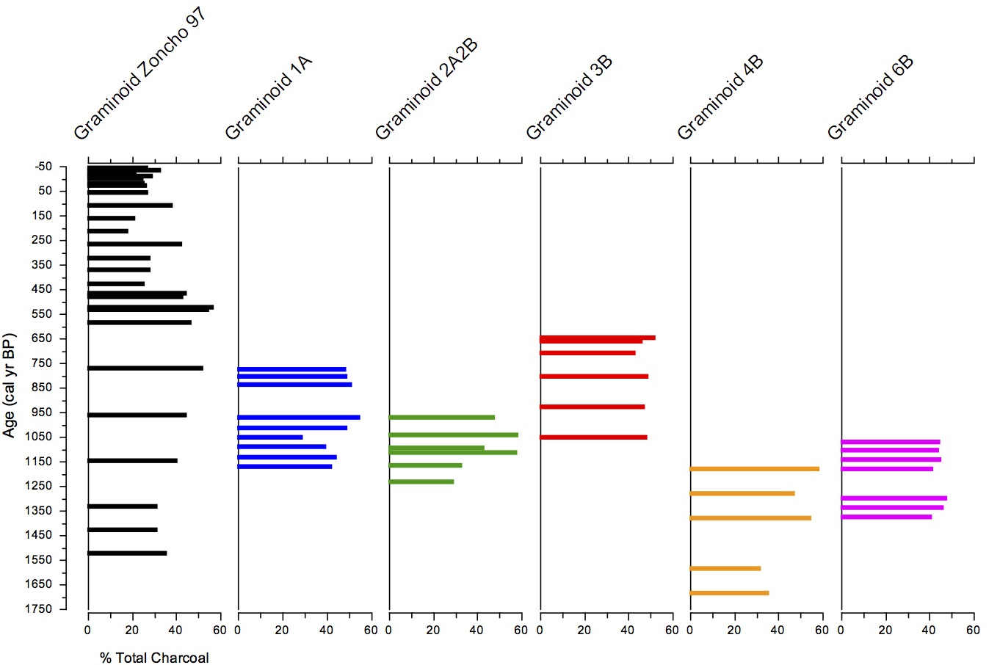 Graminoid Zoncho 97
Graminoid 1A
Graminoid 2A2B
Graminoid 3B
Graminoid 4B
Graminoid 6B
Age (cal yr BP)
-50
50
150
250
350
450
550
650
750
850
950
1050
1150
1250
1350
1450
1550
1650
1750
0 20 40 60 0 20 40 60 0 20 40 60 0 20 40 60 0 20 40 60 0 20 40 60
% Total Charcoal